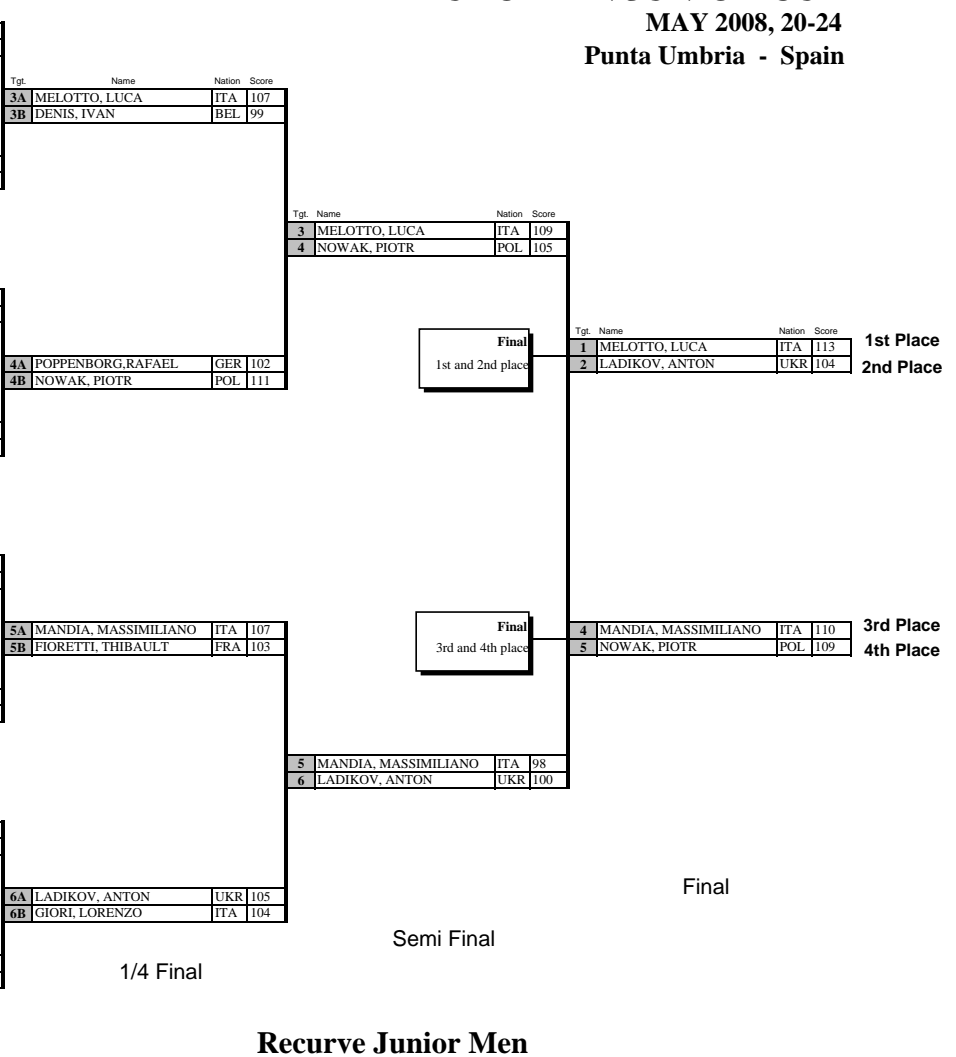 MAY 2008, 20-24
Punta Umbria - Spain
Tgt. Name Nation Score
3A MELOTTO, LUCA ITA 107
3B DENIS, IVAN BEL 99
Tgt. Name Nation Score
3 MELOTTO, LUCA ITA 109
4 NOWAK, PIOTR POL 105
Final
1st and 2nd place
Tgt. Name Nation Score
1 MELOTTO, LUCA ITA 113 1st Place
2 LADIKOV, ANTON UKR 104 2nd Place
4A POPPENBORG,RAFAEL GER 102
4B NOWAK, PIOTR POL 111
5A MANDIA, MASSIMILIANO ITA 107
5B FIORETTI, THIBAULT FRA 103
Final
3rd and 4th place
4 MANDIA, MASSIMILIANO ITA 110 3rd Place
5 NOWAK, PIOTR POL 109 4th Place
5 MANDIA, MASSIMILIANO ITA 98
6 LADIKOV, ANTON UKR 100
6A LADIKOV, ANTON UKR 105
6B GIORI, LORENZO ITA 104
Final
Semi Final
1/4 Final
Recurve Junior Men